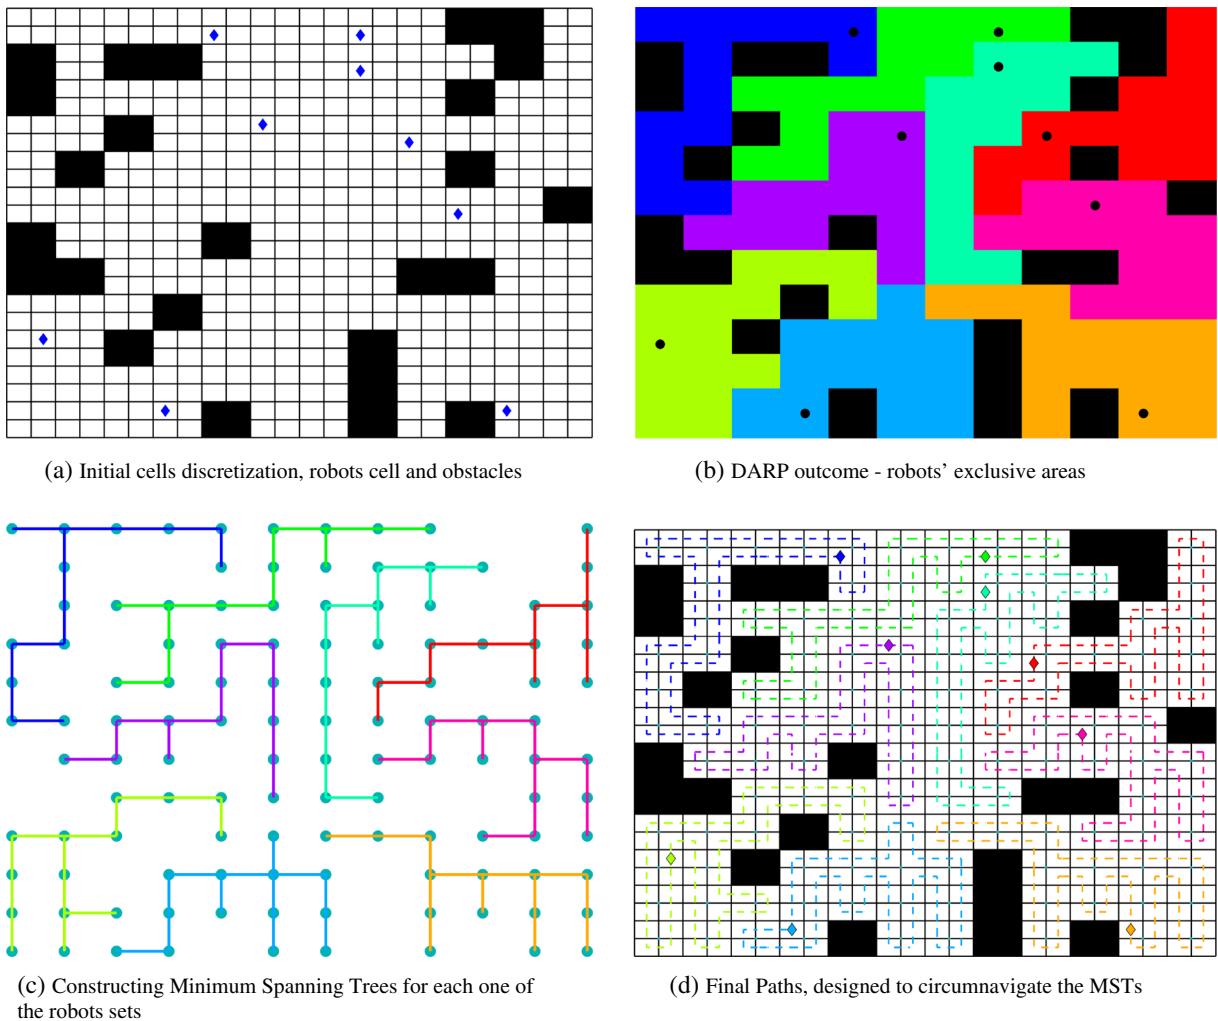 (a) Initial cells discretization, robots cell and obstacles
(b) DARP outcome - robots’ exclusive areas
(c) Constructing Minimum Spanning Trees for each one of
the robots sets
(d) Final Paths, designed to circumnavigate the MSTs